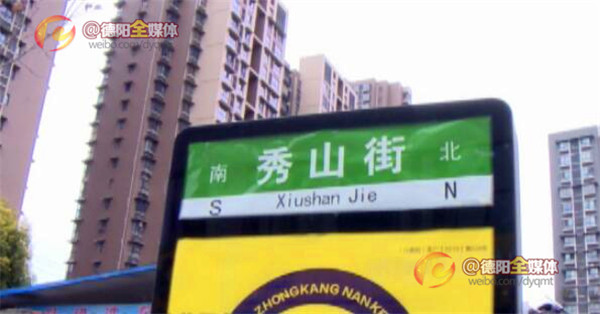 @德阳全媒体
weibo.com/dyqmt
南 秀山街 北
S Xiushan Jie N
ZHONGKANG NANKE
@德阳全媒体
weibo.com/dyqmt